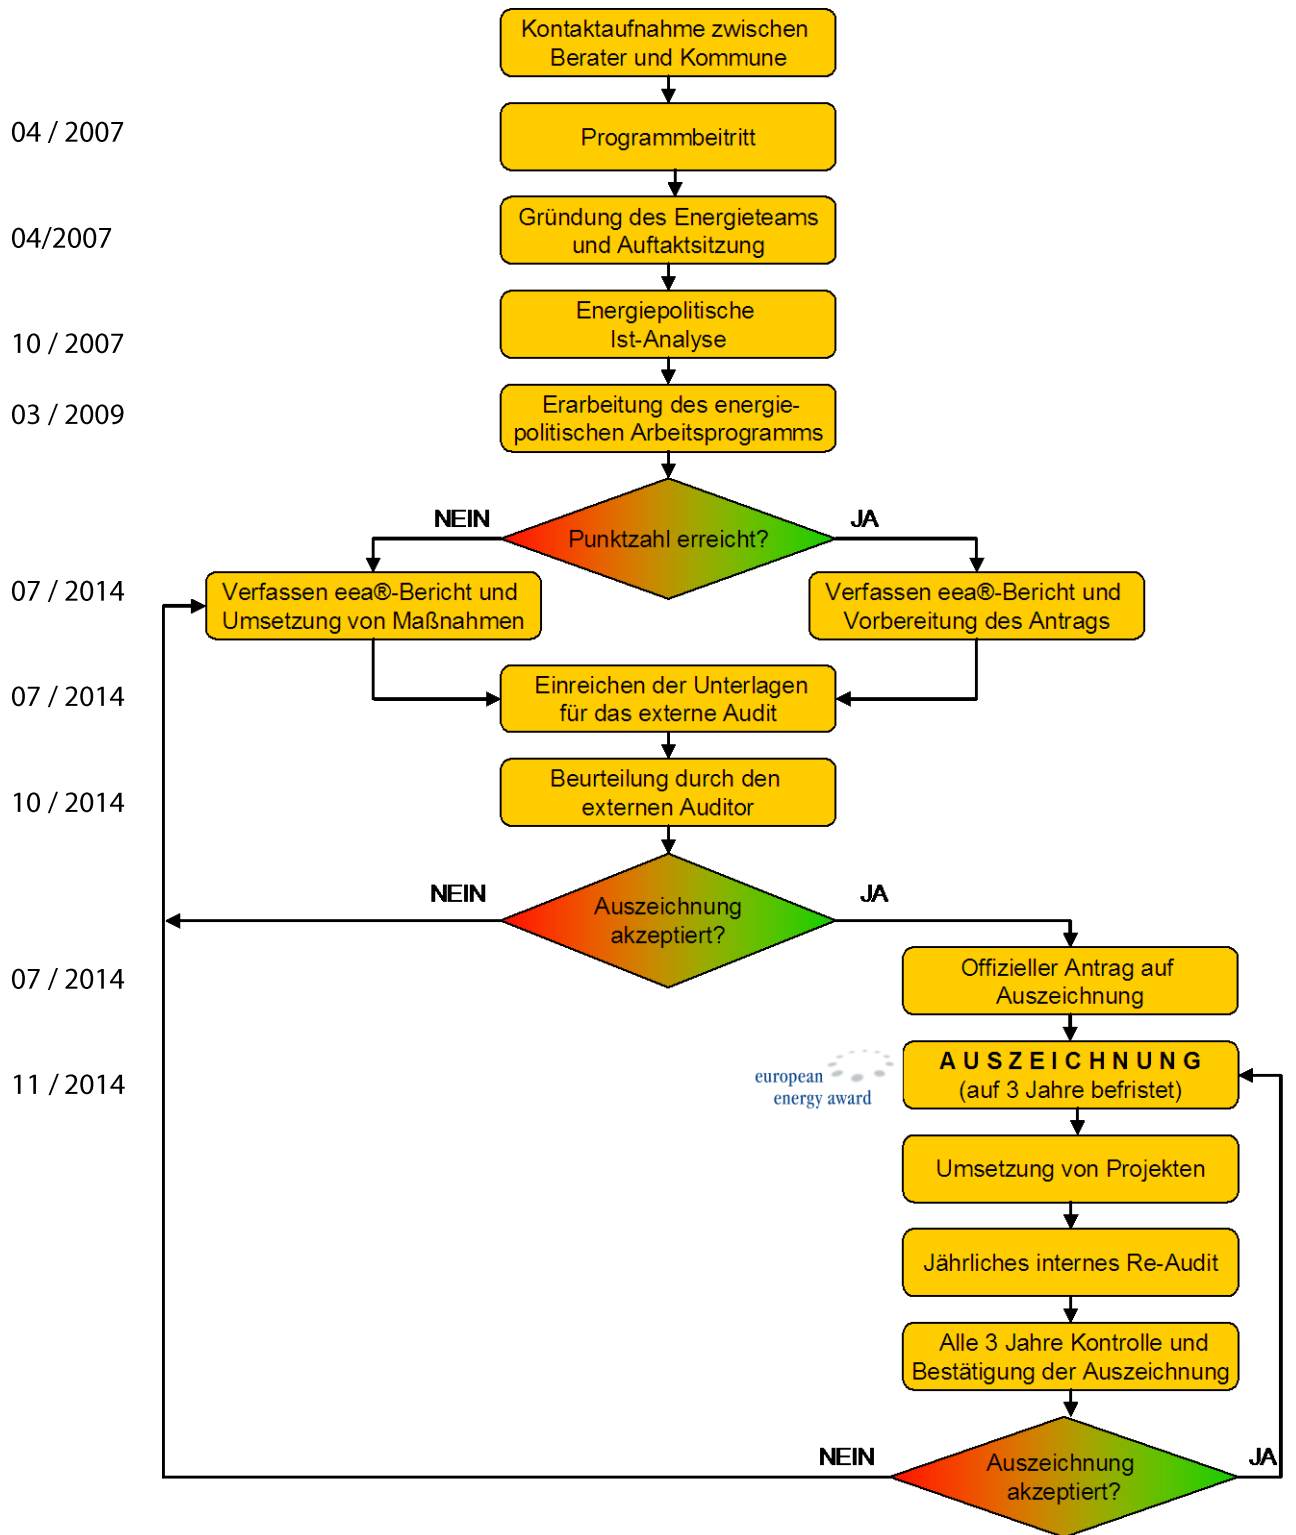 Kontaktaufnahme zwischen
Berater und Kommune
04 / 2007
Programmbeitritt
04/2007
Gründung des Energieteams
und Auftaktsitzung
10 / 2007
Energiepolitische
Ist-Analyse
03 / 2009
Erarbeitung des energie-
politischen Arbeitsprogramms
NEIN
JA
Punktzahl erreicht?
07 / 2014
Verfassen eea®-Bericht und
Umsetzung von Maßnahmen
Verfassen eea®-Bericht und
Vorbereitung des Antrags
07 / 2014
Einreichen der Unterlagen
für das externe Audit
10 / 2014
Beurteilung durch den
externen Auditor
NEIN
JA
Auszeichnung
akzeptiert?
07 / 2014
Offizieller Antrag auf
Auszeichnung
11 / 2014
european
energy award
A U S Z E I C H N U N G
(auf 3 Jahre befristet)
Umsetzung von Projekten
Jährliches internes Re-Audit
Alle 3 Jahre Kontrolle und
Bestätigung der Auszeichnung
NEIN
JA
Auszeichnung
akzeptiert?